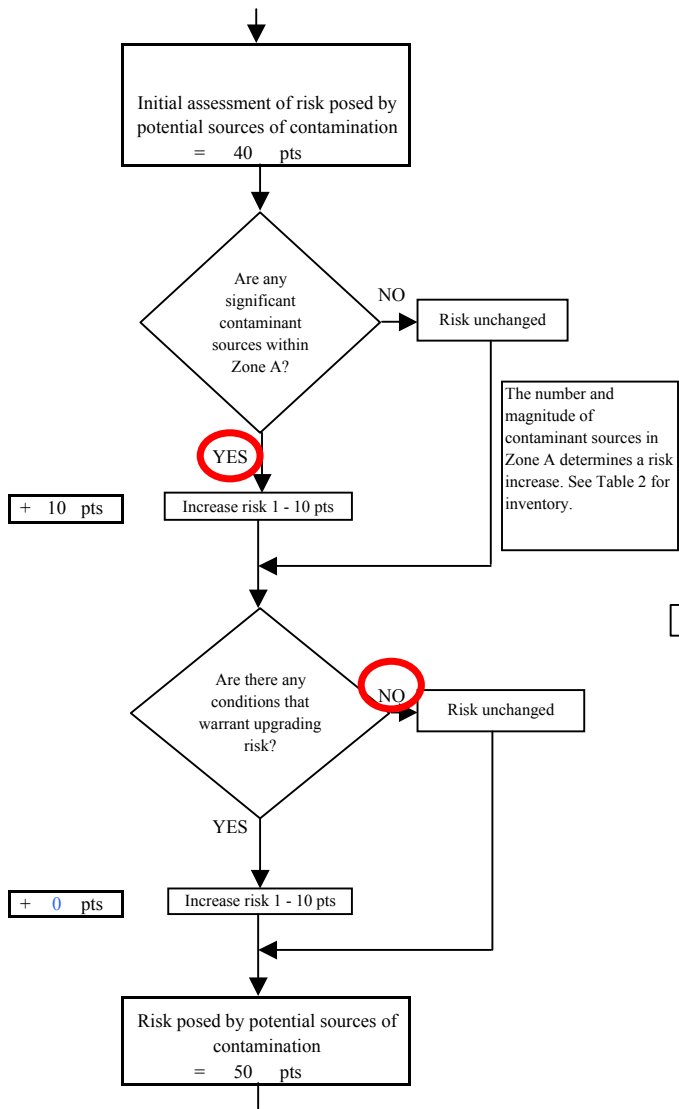 Initial assessment of risk posed by
potential sources of contamination
= 40 pts
Are any
significant
contaminant
sources within
Zone A?
NO
Risk unchanged
The number and
magnitude of
contaminant sources in
Zone A determines a risk
increase. See Table 2 for
inventory.
YES
+ 10 pts
Increase risk 1 - 10 pts
Are there any
conditions that
warrant upgrading
risk?
NO
Risk unchanged
YES
+ 0 pts
Increase risk 1 - 10 pts
Risk posed by potential sources of
contamination
= 50 pts